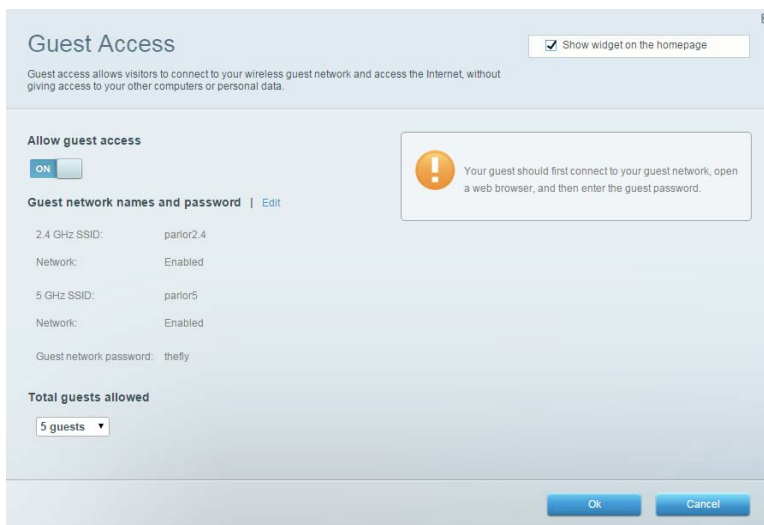 Guest Access
Show widget on the homepage
Guest access allows visitors to connect to your wireless guest network and access the Internet, without
giving access to your other computers or personal data.
Allow guest access
ON
Your guest should first connect to your guest network, open
a web browser, and then enter the guest password.
Guest network names and password | Edit
2.4 GHz SSID: parlor2.4
Network: Enabled
5 GHz SSID: parlor5
Network: Enabled
Guest network password: thefly
Total guests allowed
5 guests
Ok Cancel